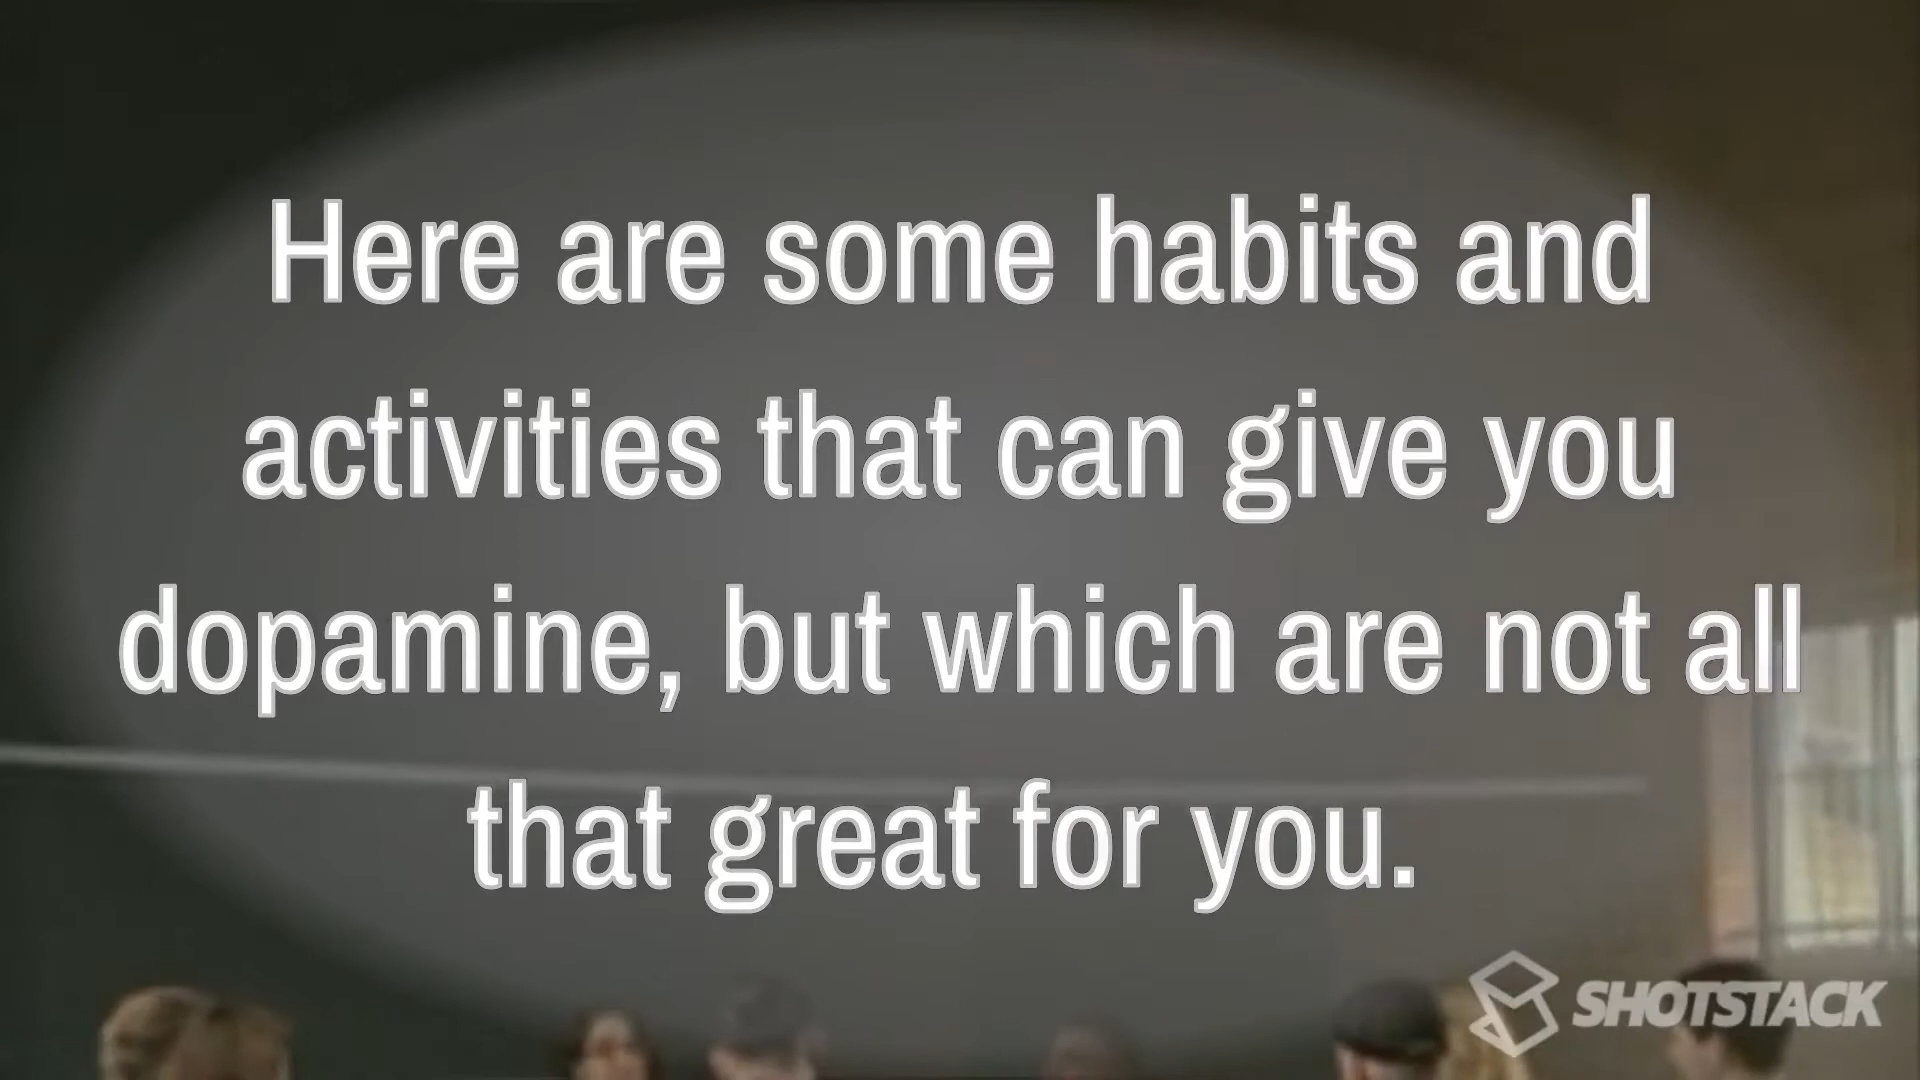 Here are some habits and
activities that can give you
dopamine, but which are not all
that great for you.
SHOTSTACK